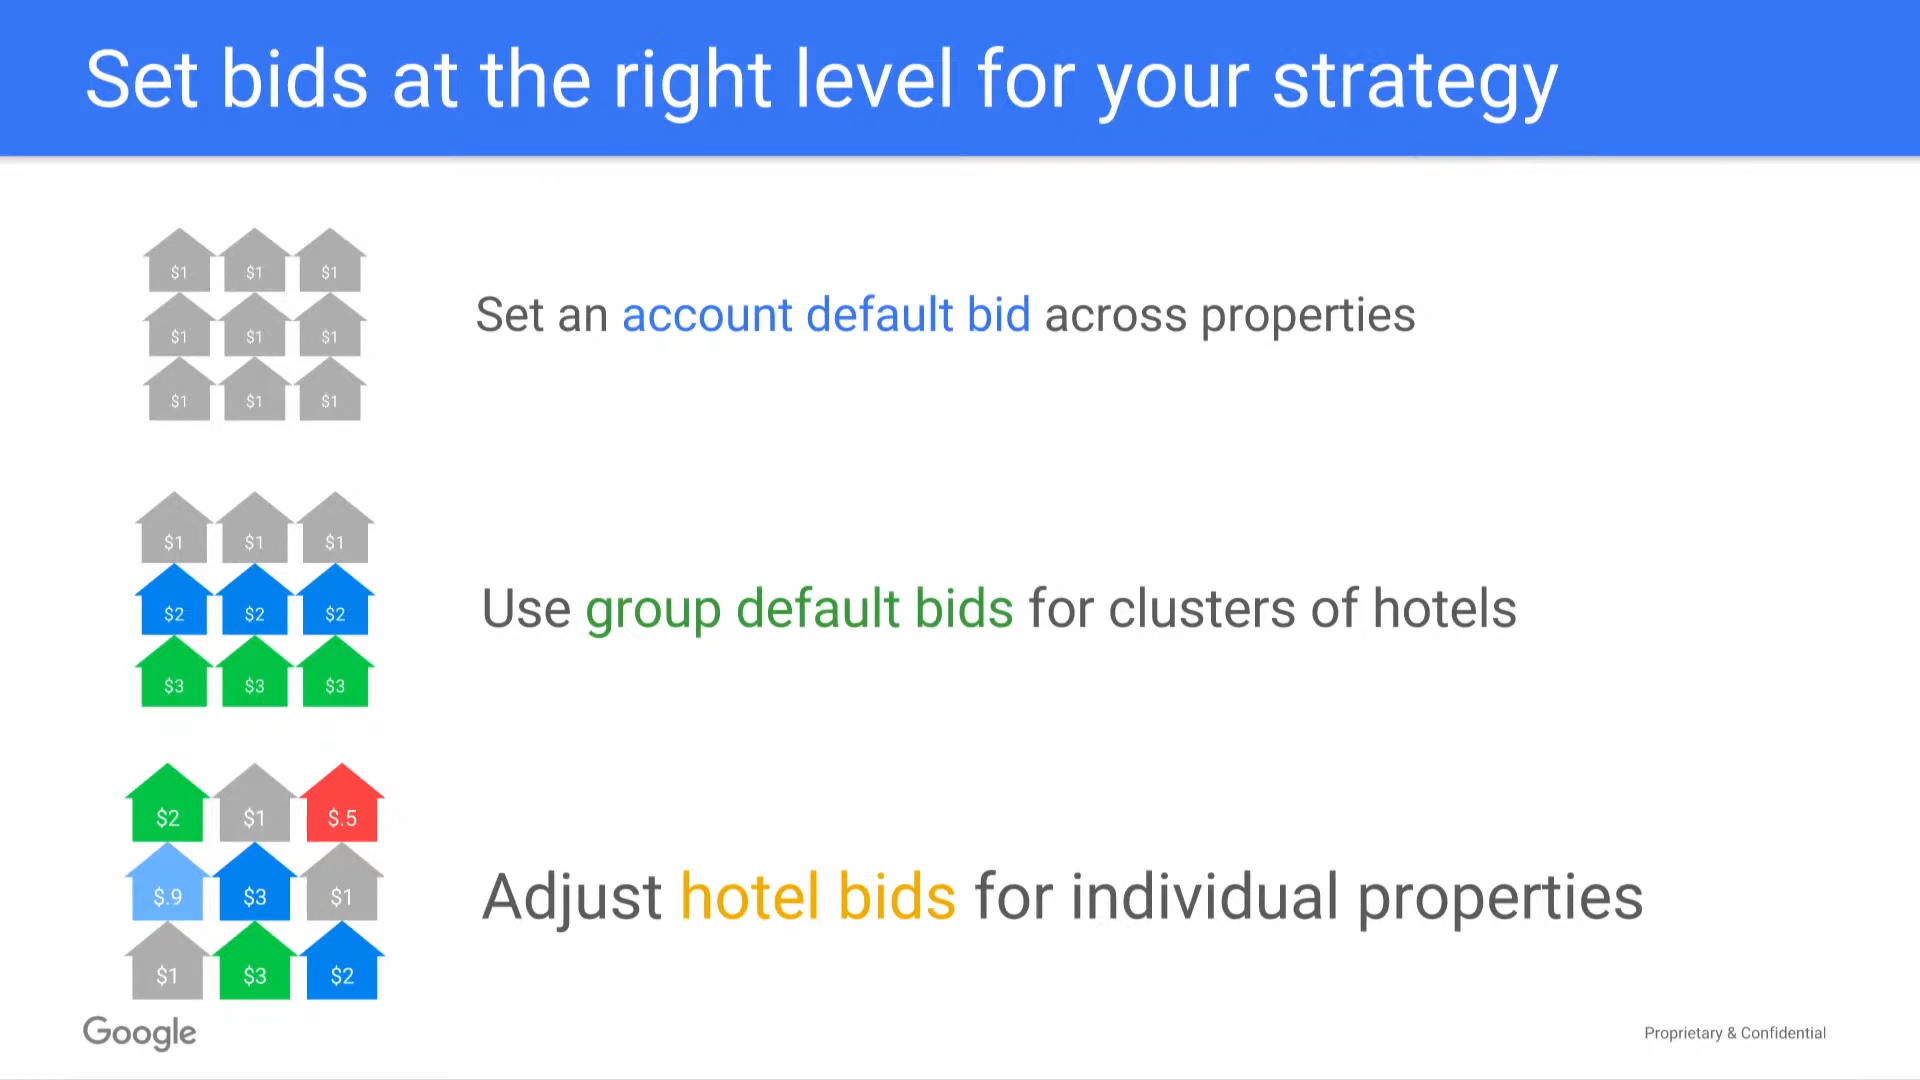 Set bids at the right level for your strategy
$1 $1 $1
$1 $1 $1
$1 $1 $1
Set an account default bid across properties
$1 $1 $1
$2 $2 $2
$3 $3 $3
Use group default bids for clusters of hotels
$2 $1 $.5
$.9 $3 $1
$1 $3 $2
Adjust hotel bids for individual properties
Google
Proprietary & Confidential